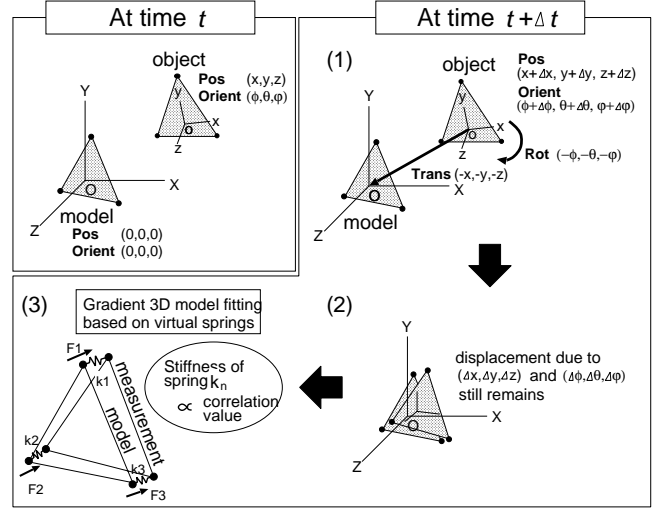 At time t
object
Pos (x,y,z)
Orient (ϕ,θ,φ)
Y
y
x
o
z
O
X
Z
model
Pos (0,0,0)
Orient (0,0,0)
At time t+Δt
(1)
object
Pos
(x+Δx, y+Δy, z+Δz)
Orient
(ϕ+Δϕ, θ+Δθ, φ+Δφ)
Y
y
x
o
z
Rot (−ϕ,−θ,−φ)
Trans (-x,-y,-z)
O
X
Z
model
(2)
Y
displacement due to
(Δx,Δy,Δz) and (Δϕ,Δθ,Δφ)
still remains
O
X
Z
(3)
Gradient 3D model fitting
based on virtual springs
F1
k1
measurement
model
k2
F2
k3
F3
Stiffness of
spring kn
∝ correlation
value